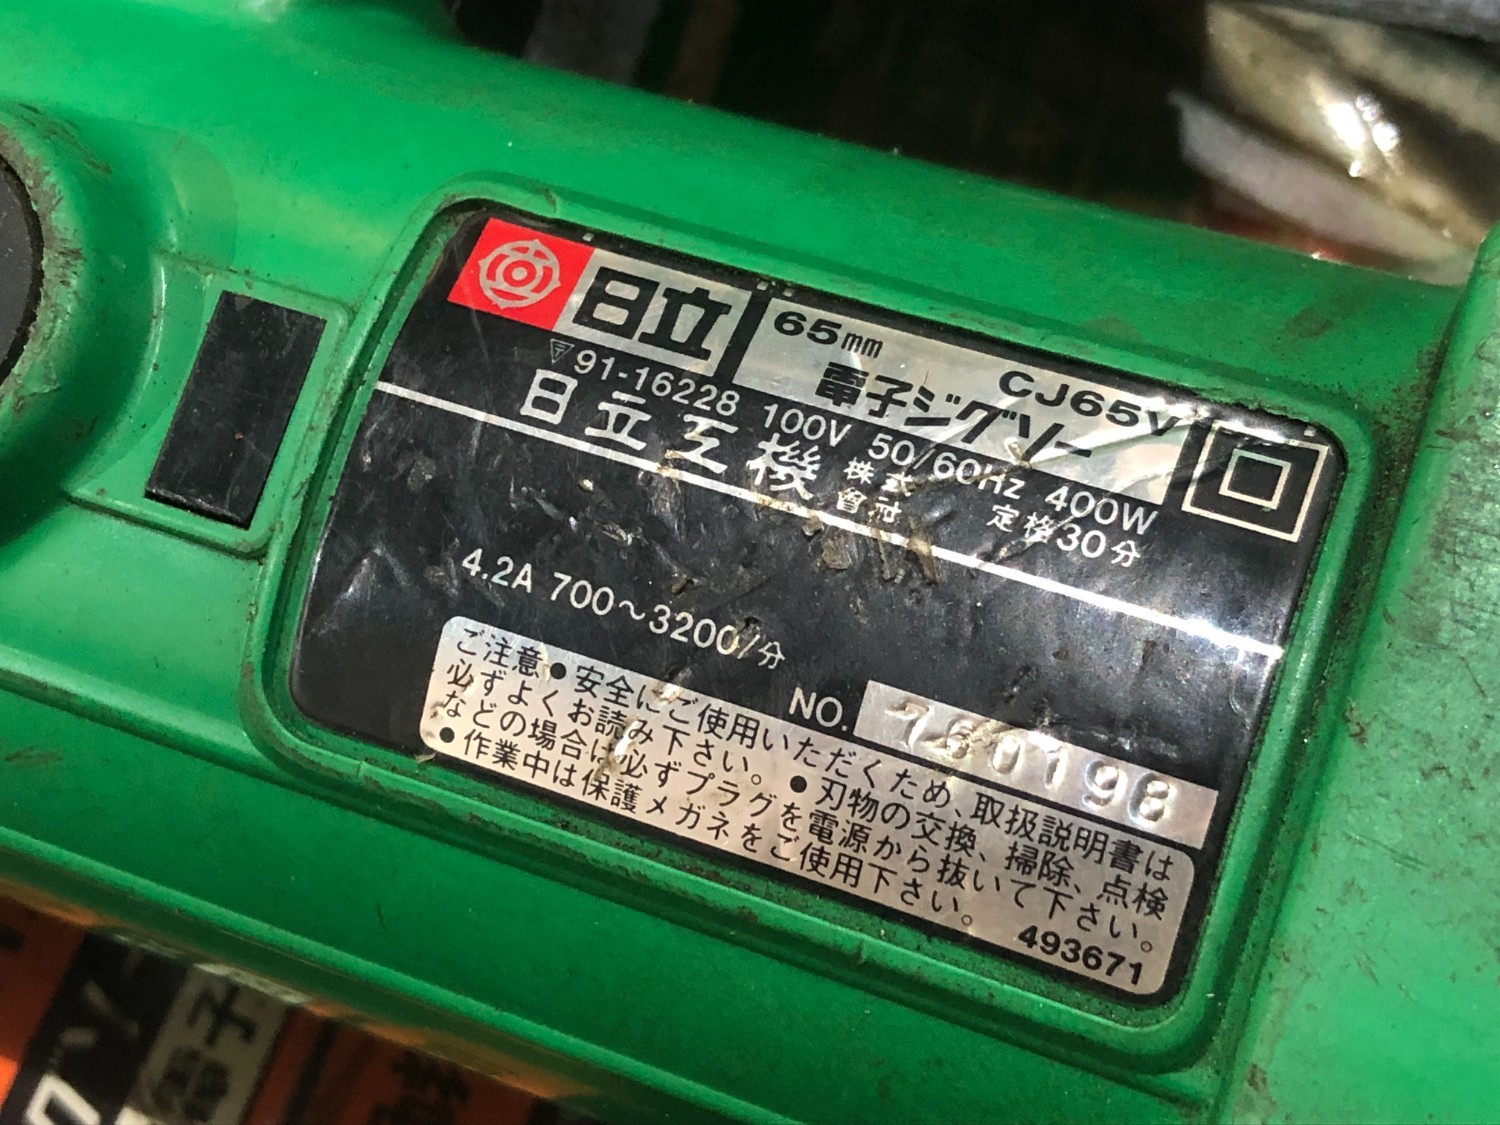 日立
65mm
CJ65V
電子ジグソー
〒91-16228 100V 50/60Hz 400W
日立工機 株式会社 定格30分
4.2A 700～3200/分
NO. 760198
ご注意●安全にご使用いただくため、取扱説明書は
必ずよくお読み下さい。●刃物の交換、掃除、点検
などの場合は必ずプラグを電源から抜いて下さい。
●作業中は保護メガネをご使用下さい。
493671
電子